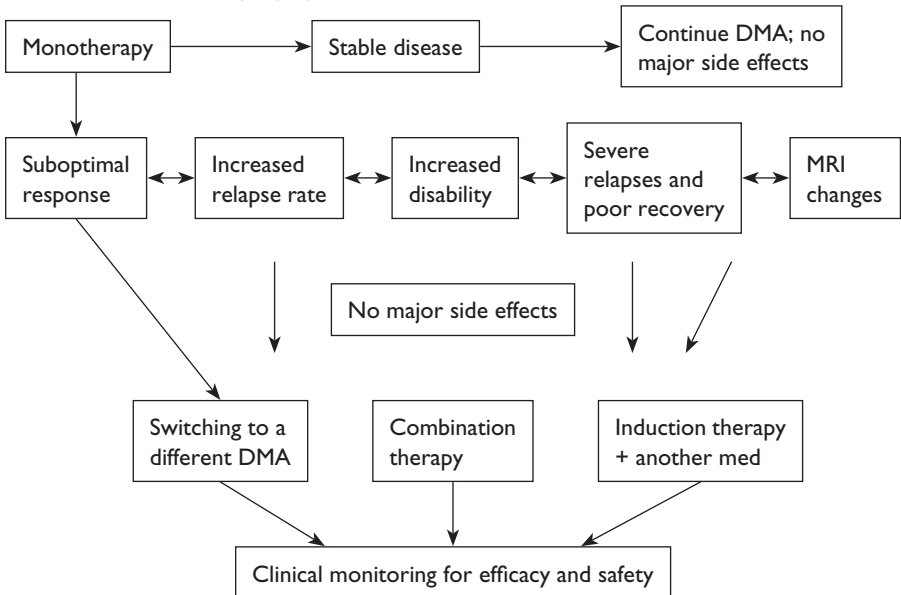 Monotherapy
Stable disease
Continue DMA; no
major side effects
Suboptimal
response
Increased
relapse rate
Increased
disability
Severe
relapses and
poor recovery
MRI
changes
No major side effects
Switching to a
different DMA
Combination
therapy
Induction therapy
+ another med
Clinical monitoring for efficacy and safety